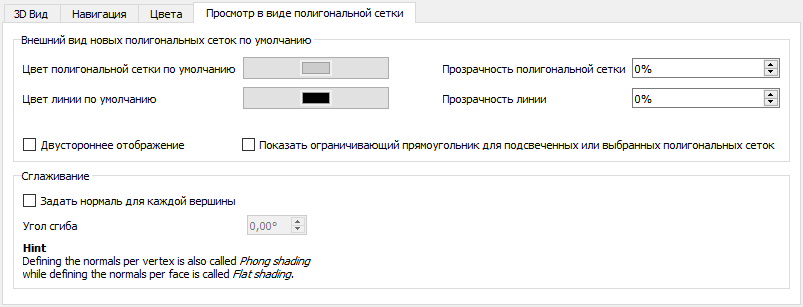 3D Вид Навигация Цвета Просмотр в виде полигональной сетки
Внешний вид новых полигональных сеток по умолчанию
Цвет полигональной сетки по умолчанию Прозрачность полигональной сетки 0%
Цвет линии по умолчанию Прозрачность линии 0%
Двустороннее отображение Показать ограничивающий прямоугольник для подсвеченных или выбранных полигональных сеток
Сглаживание
Задать нормаль для каждой вершины
Угол сгиба 0,00°
Hint
Defining the normals per vertex is also called Phong shading
while defining the normals per face is called Flat shading.